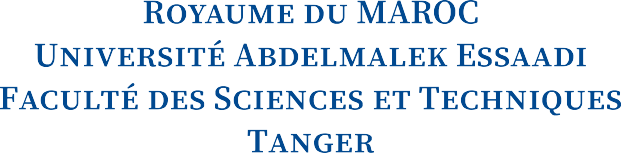 Royaume du MAROC
Université Abdelmalek Essaadi
Faculté des Sciences et Techniques
Tanger